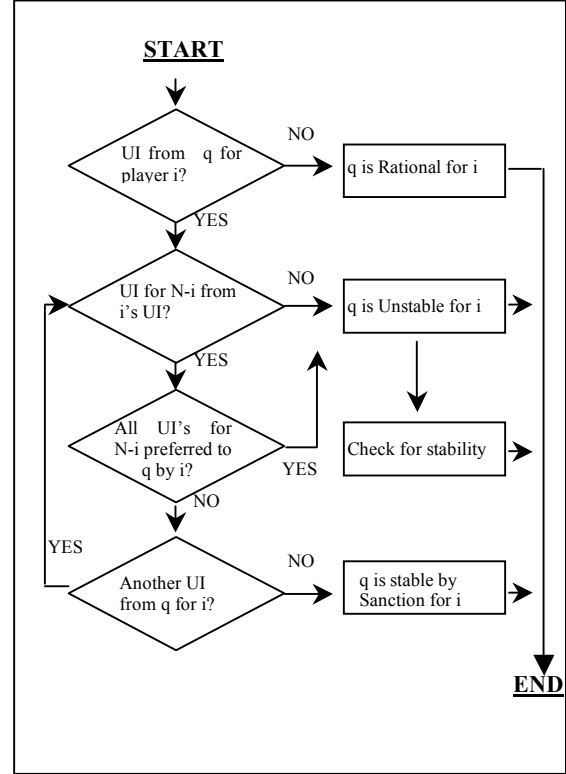 START
NO
UI from q for
player i?
q is Rational for i
YES
NO
UI for N-i from
i's UI?
q is Unstable for i
YES
All UI's for
N-i preferred to
q by i?
Check for stability
YES
NO
YES
NO
Another UI
from q for i?
q is stable by
Sanction for i
END